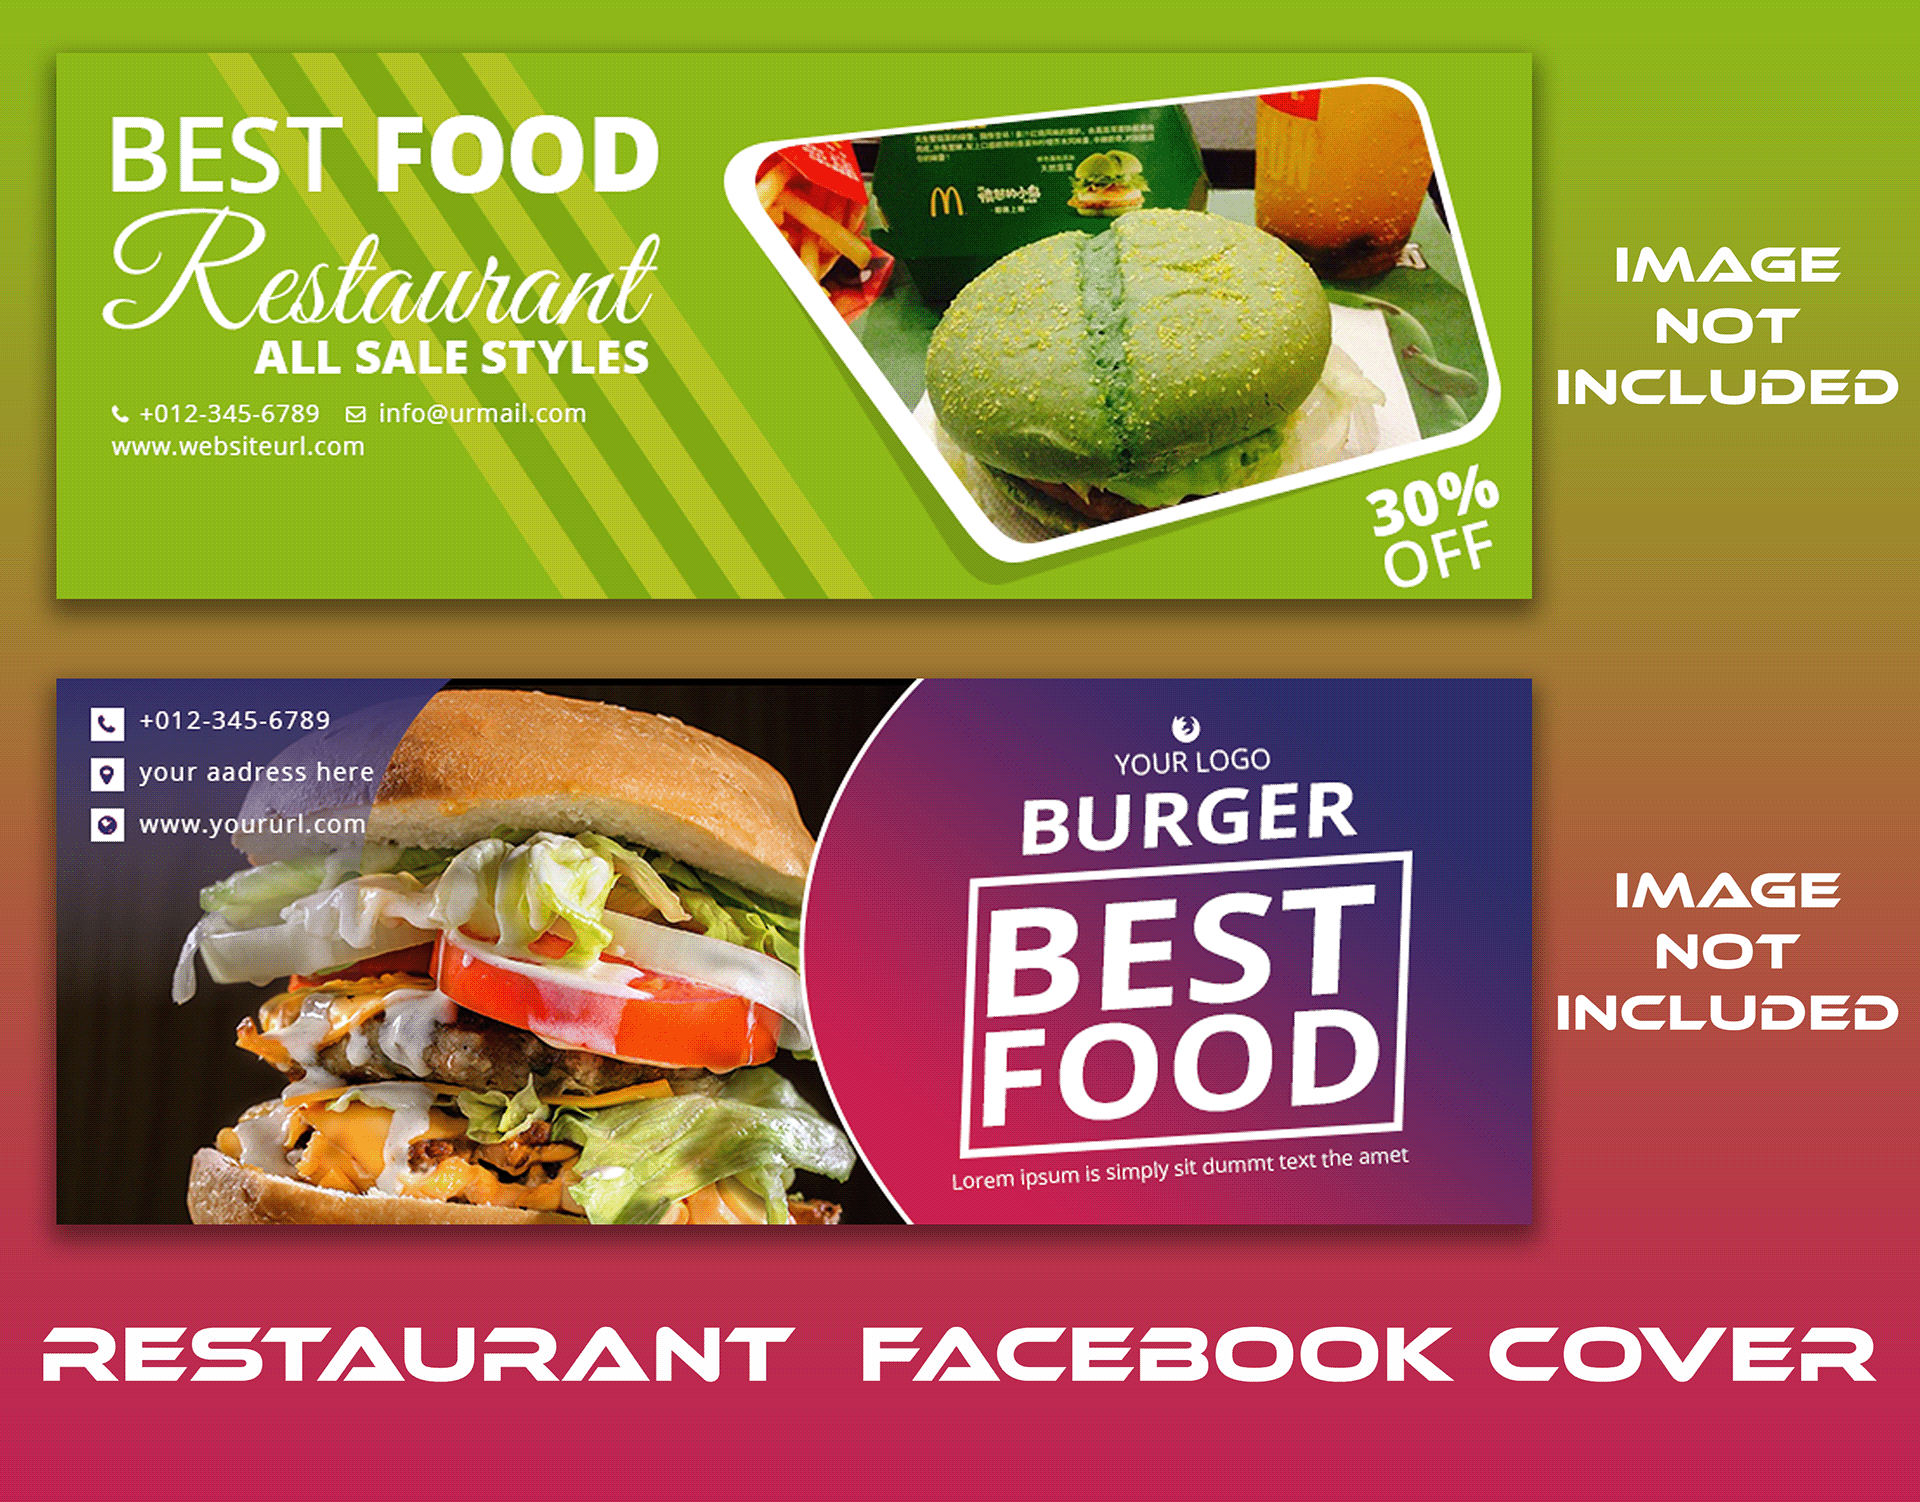 BEST FOOD
Restaurant
ALL SALE STYLES
+012-345-6789 info@urmail.com
www.websiteurl.com
30%
OFF
IMAGE
NOT
INCLUDED
+012-345-6789
your aadress here
www.yoururl.com
YOUR LOGO
BURGER
BEST
FOOD
Lorem ipsum is simply sit dummt text the amet
IMAGE
NOT
INCLUDED
RESTAURANT FACEBOOK COVER